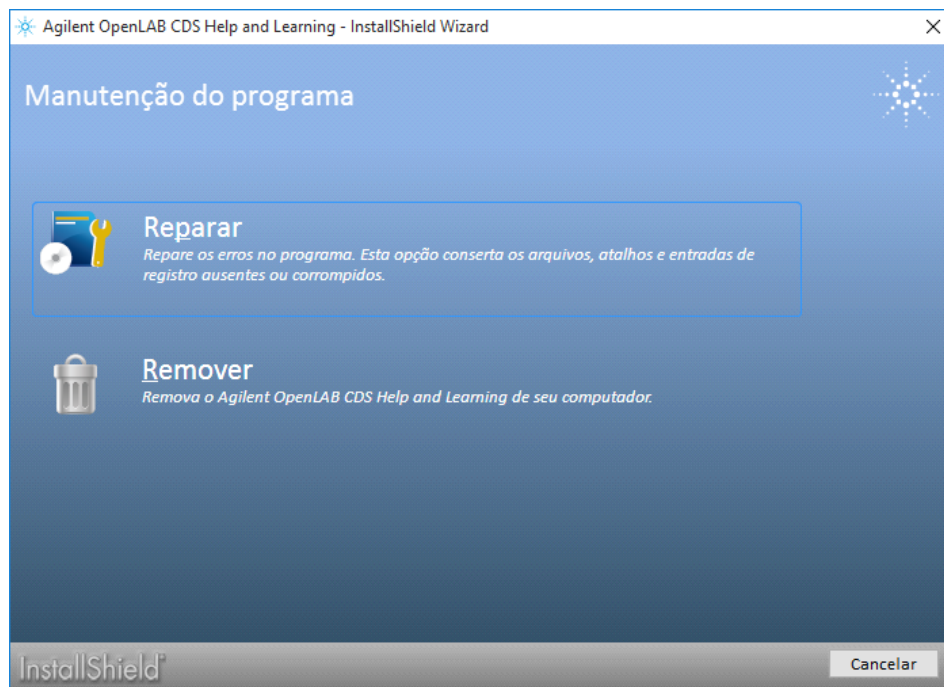 Agilent OpenLAB CDS Help and Learning - InstallShield Wizard
Manutenção do programa
Reparar
Repare os erros no programa. Esta opção conserta os arquivos, atalhos e entradas de
registro ausentes ou corrompidos.
Remover
Remova o Agilent OpenLAB CDS Help and Learning de seu computador.
InstallShield
Cancelar